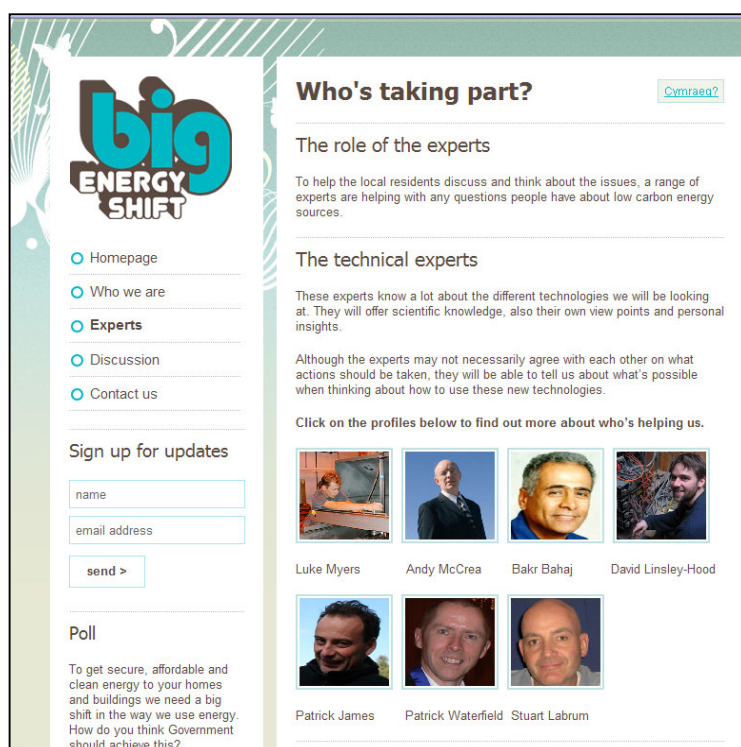 big
ENERGY
SHIFT
Homepage
Who we are
Experts
Discussion
Contact us
Sign up for updates
name
email address
send >
Poll
To get secure, affordable and
clean energy to your homes
and buildings we need a big
shift in the way we use energy.
How do you think Government
should achieve this?
Who's taking part?
Cymraeg?
The role of the experts
To help the local residents discuss and think about the issues, a range of
experts are helping with any questions people have about low carbon energy
sources.
The technical experts
These experts know a lot about the different technologies we will be looking
at. They will offer scientific knowledge, also their own view points and personal
insights.
Although the experts may not necessarily agree with each other on what
actions should be taken, they will be able to tell us about what's possible
when thinking about how to use these new technologies.
Click on the profiles below to find out more about who's helping us.
Luke Myers Andy McCrea Bakr Bahaj David Linsley-Hood
Patrick James Patrick Waterfield Stuart Labrum